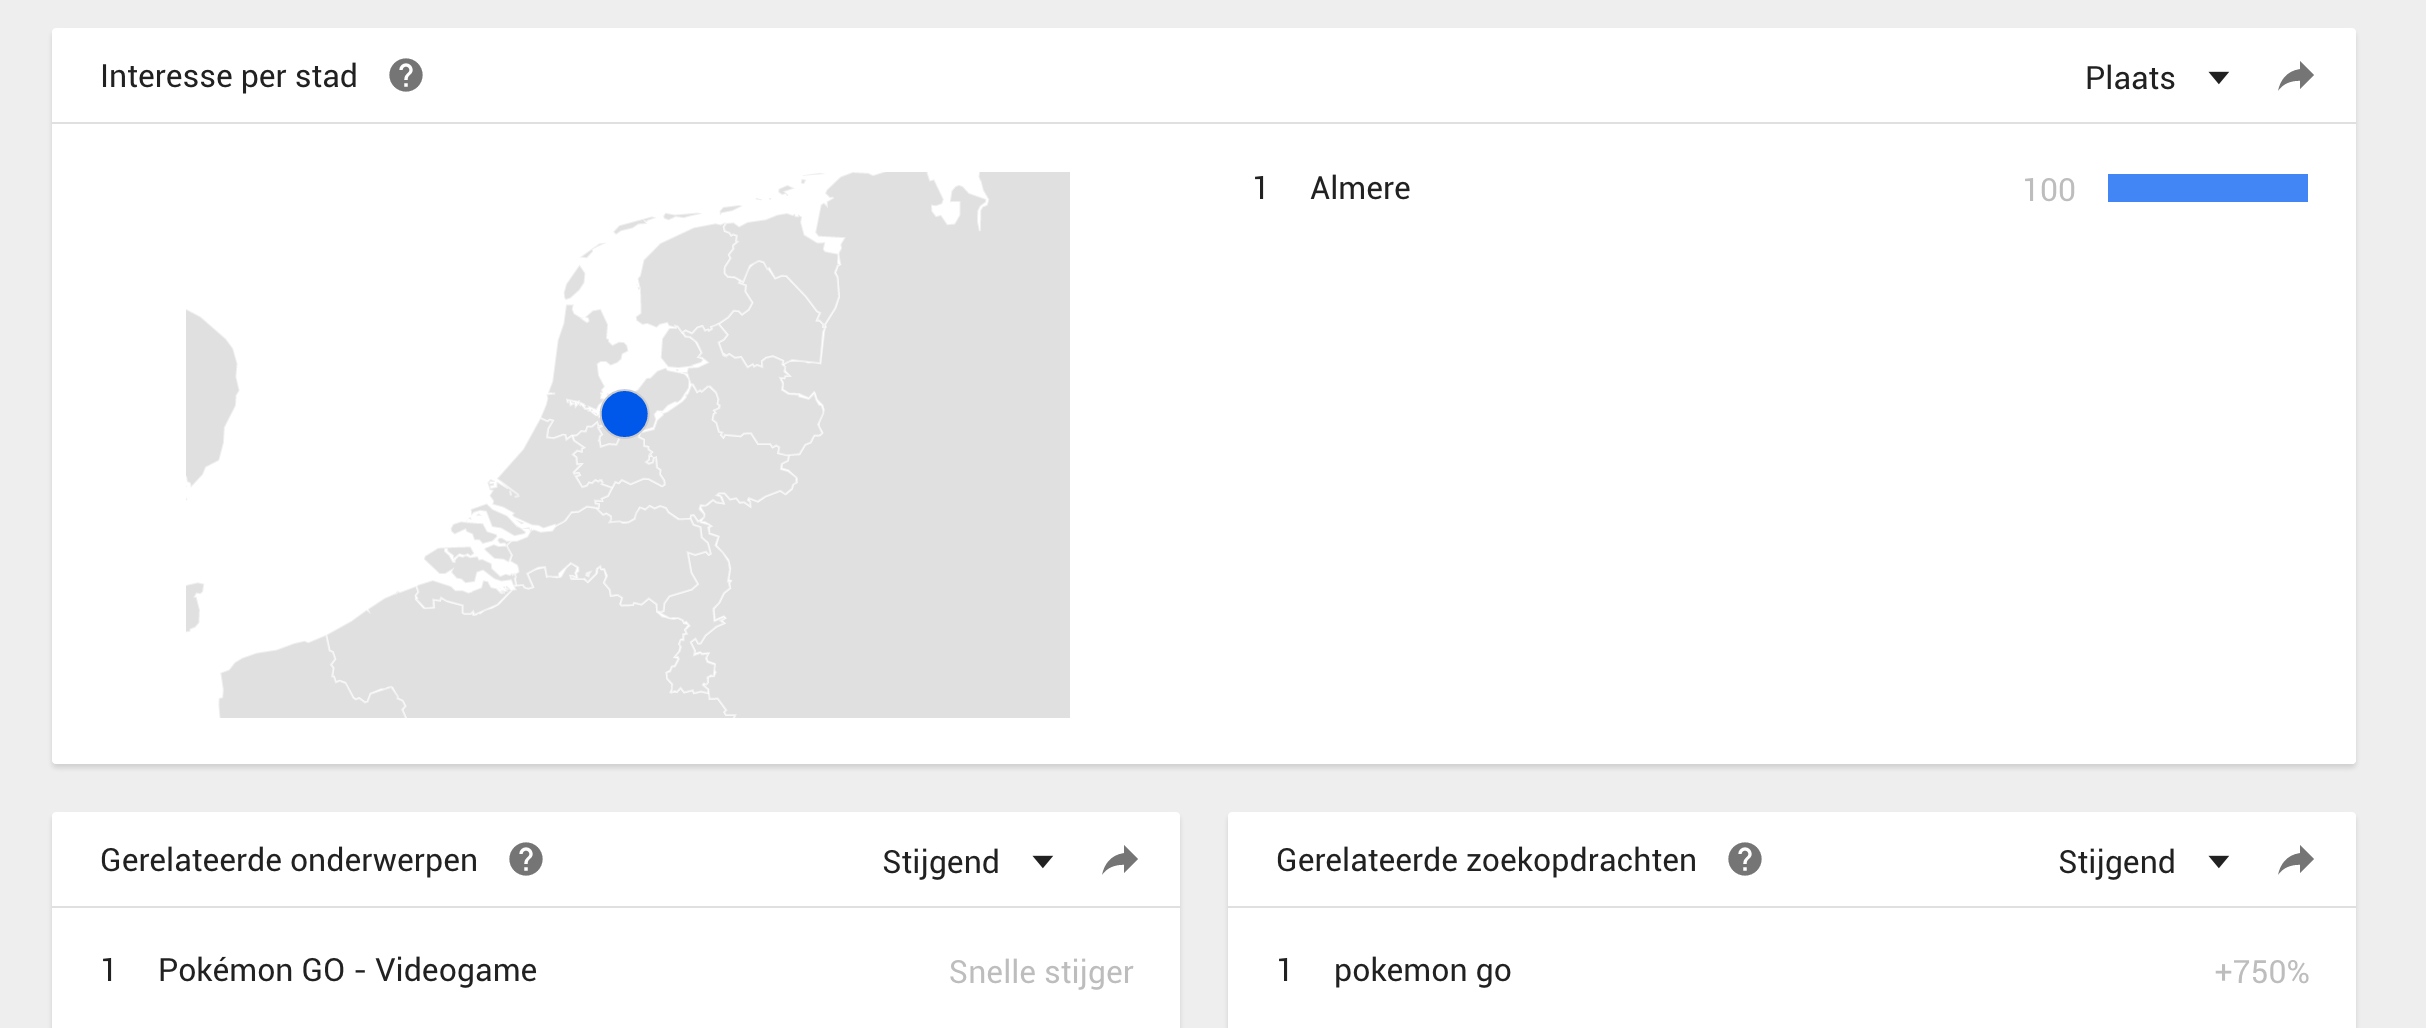 Interesse per stad
Plaats
1 Almere 100
Gerelateerde onderwerpen
Stijgend
1 Pokémon GO - Videogame Snelle stijger
Gerelateerde zoekopdrachten
Stijgend
1 pokemon go +750%